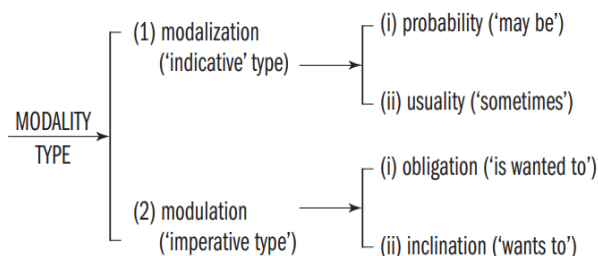 (1) modalization
(‘indicative’ type)
(i) probability (‘may be’)
(ii) usuality (‘sometimes’)
MODALITY
TYPE
(2) modulation
(‘imperative type’)
(i) obligation (‘is wanted to’)
(ii) inclination (‘wants to’)